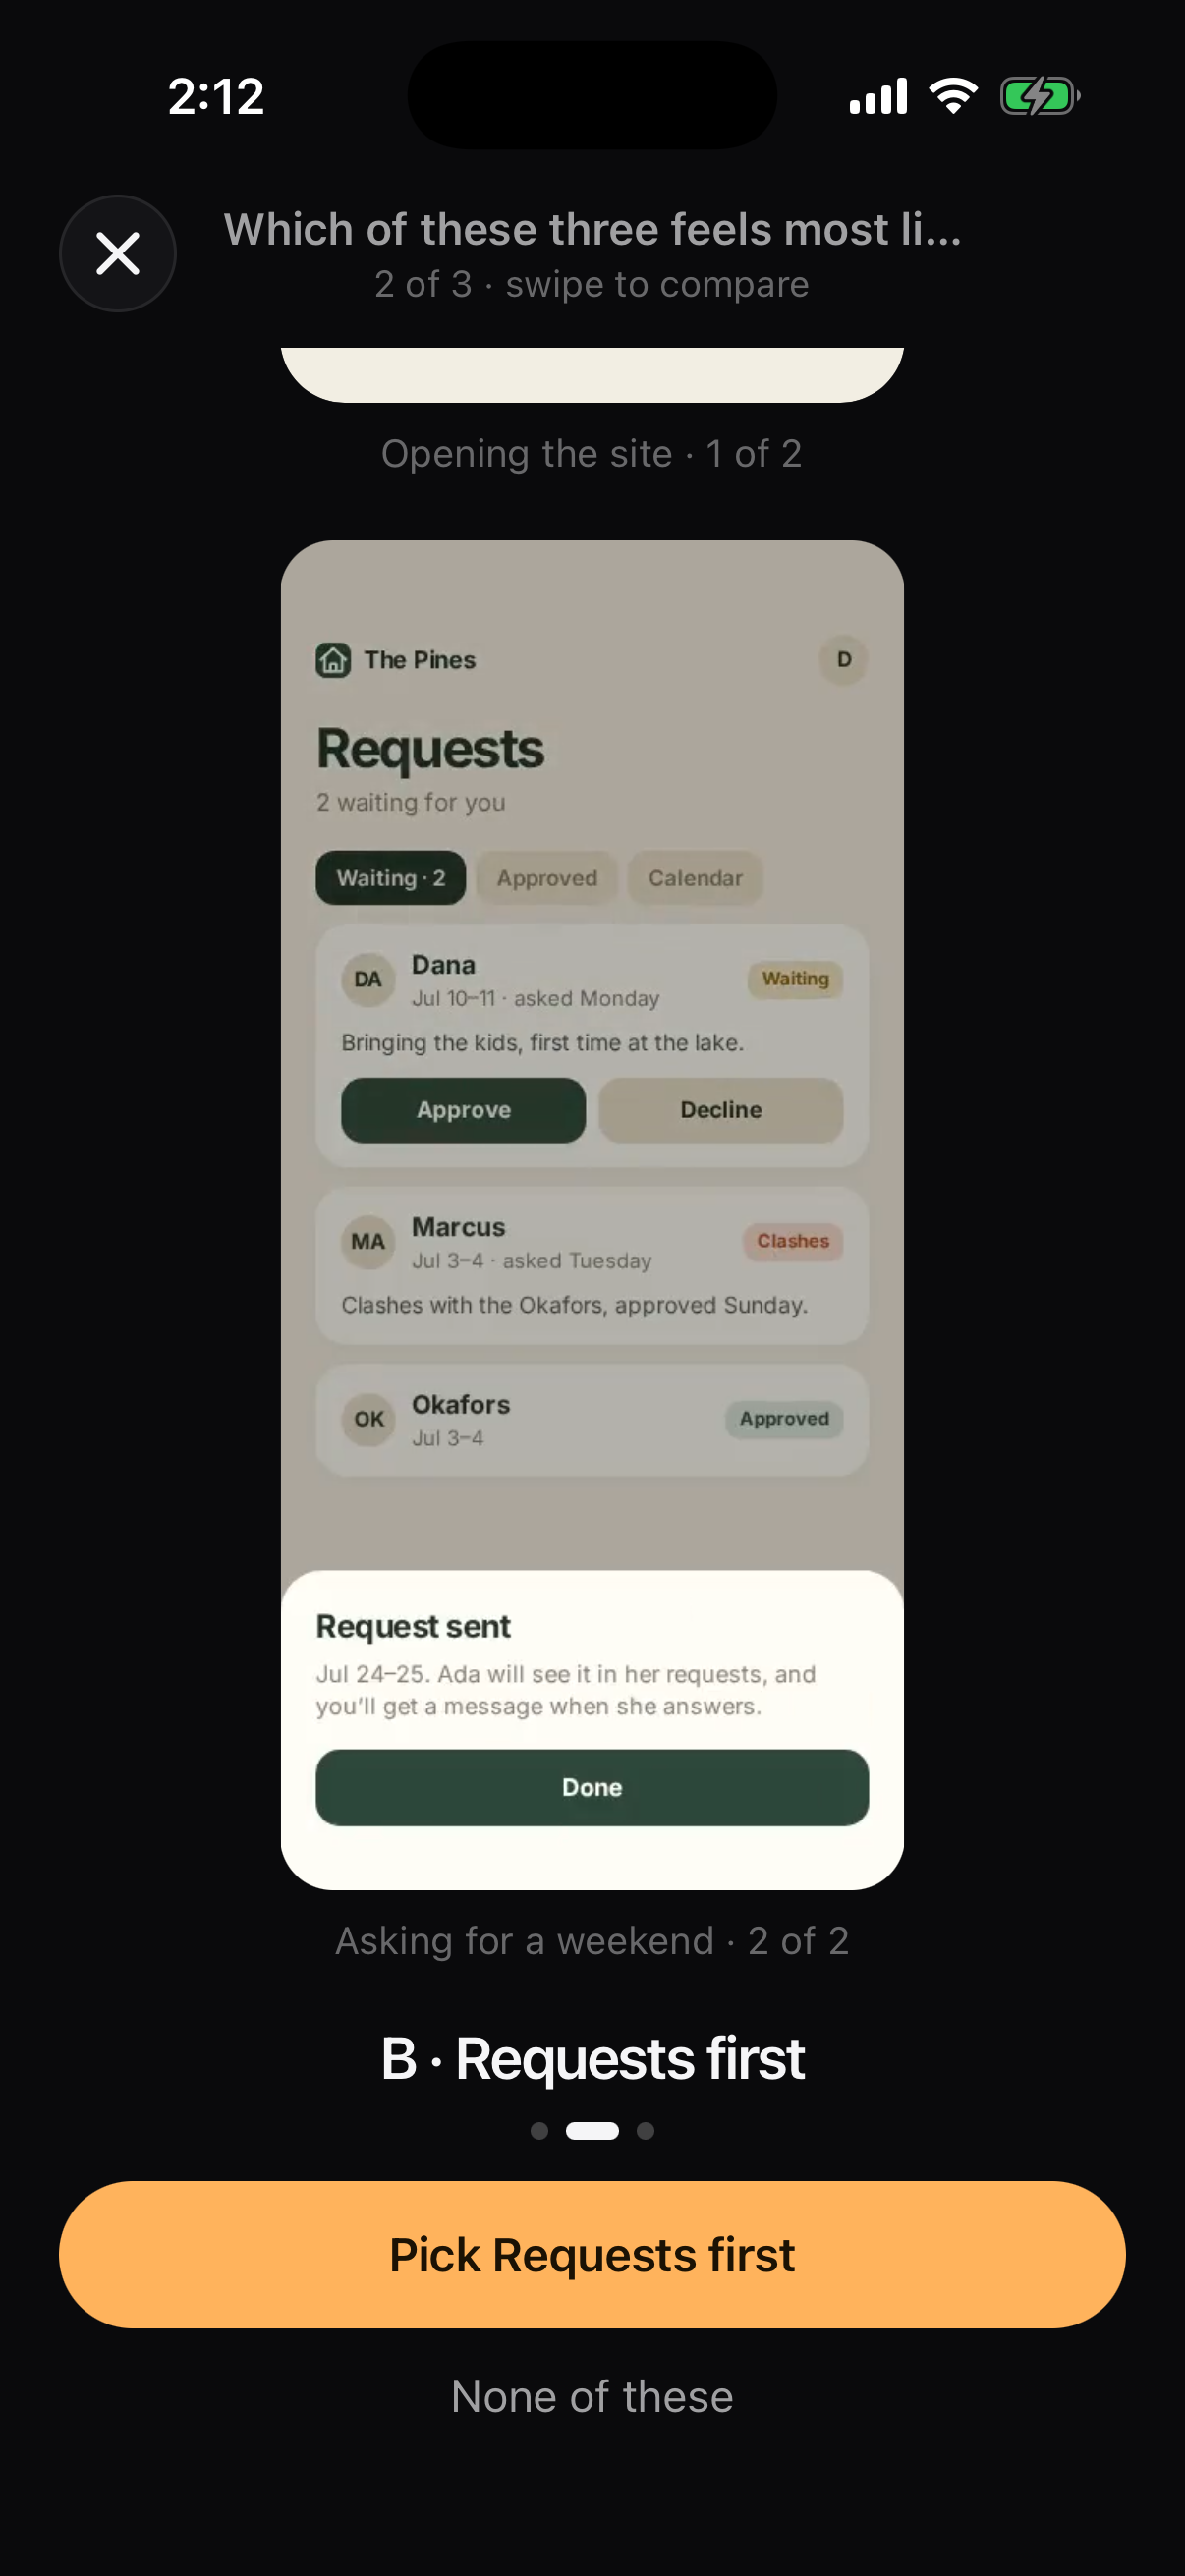 2:12
Which of these three feels most li...
2 of 3 · swipe to compare
Opening the site · 1 of 2
The Pines
D
Requests
2 waiting for you
Waiting · 2
Approved
Calendar
DA
Dana
Jul 10–11 · asked Monday
Waiting
Bringing the kids, first time at the lake.
Approve
Decline
MA
Marcus
Jul 3–4 · asked Tuesday
Clashes
Clashes with the Okafors, approved Sunday.
OK
Okafors
Jul 3–4
Approved
Request sent
Jul 24–25. Ada will see it in her requests, and
you’ll get a message when she answers.
Done
Asking for a weekend · 2 of 2
B · Requests first
Pick Requests first
None of these